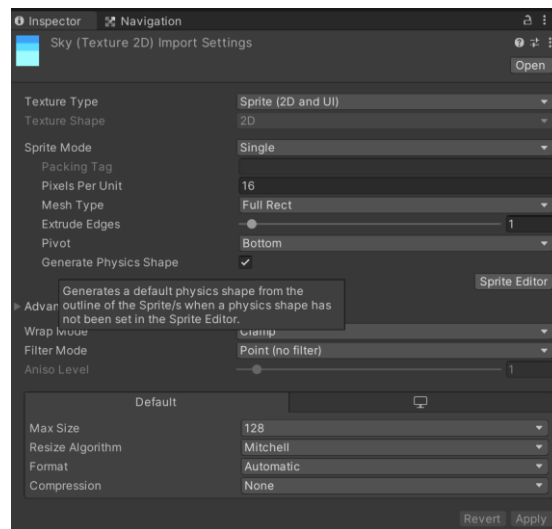 Inspector Navigation
Sky (Texture 2D) Import Settings
Open
Texture Type Sprite (2D and UI)
Texture Shape 2D
Sprite Mode Single
Packing Tag
Pixels Per Unit 16
Mesh Type Full Rect
Extrude Edges 1
Pivot Bottom
Generate Physics Shape
Sprite Editor
Generates a default physics shape from the
outline of the Sprite/s when a physics shape has
not been set in the Sprite Editor.
Advan
Wrap Mode Clamp
Filter Mode Point (no filter)
Aniso Level 1
Default
Max Size 128
Resize Algorithm Mitchell
Format Automatic
Compression None
Revert Apply